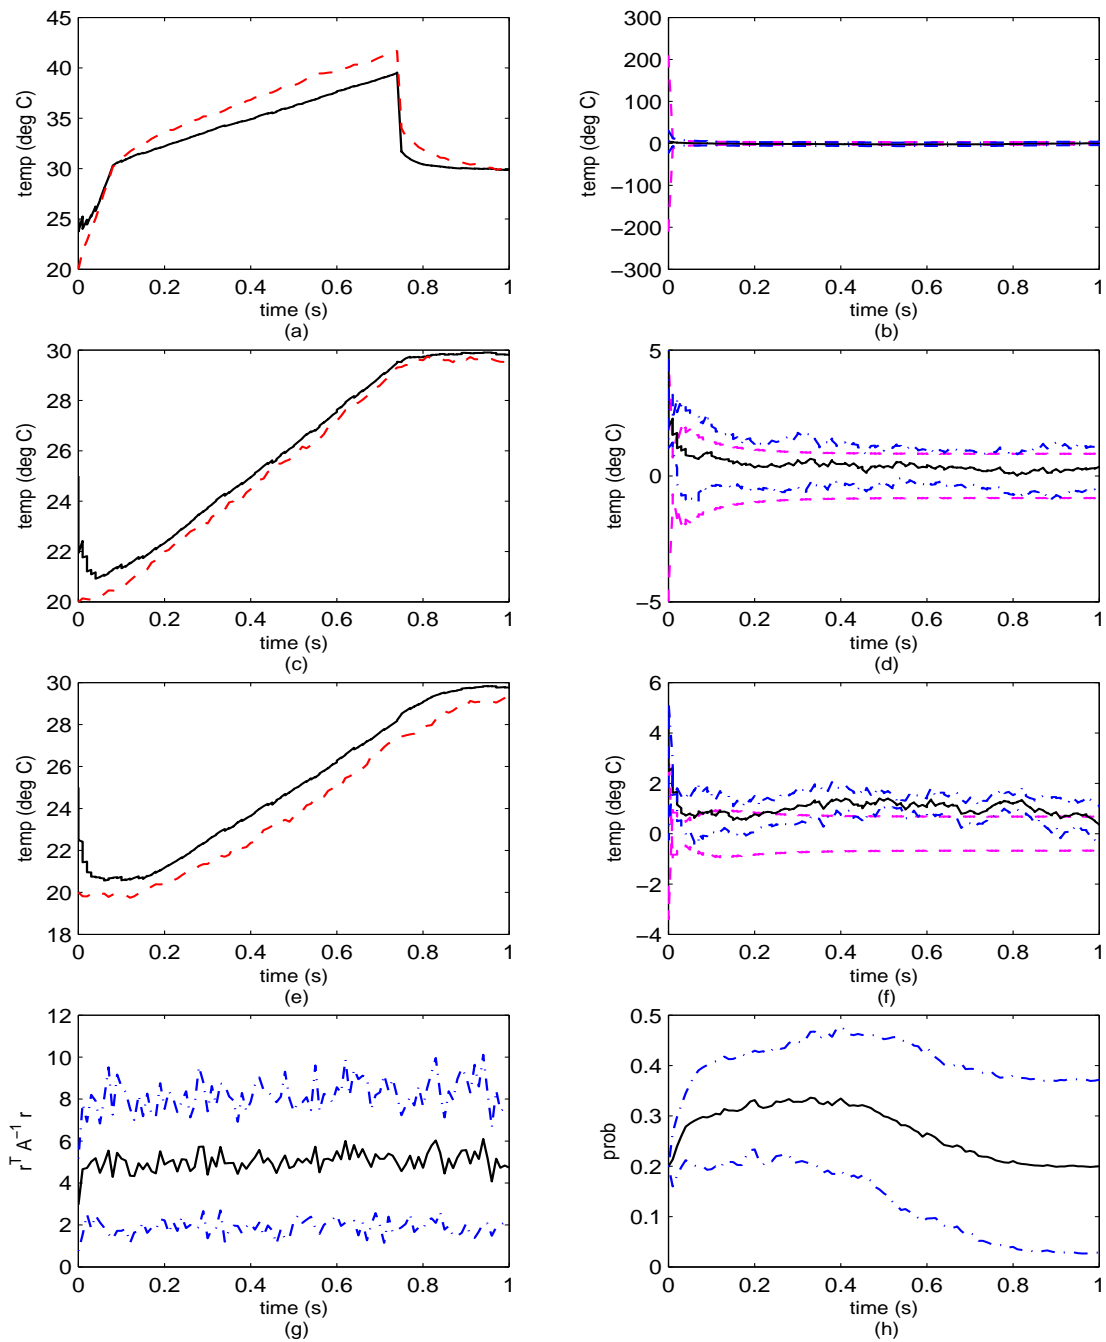 45
40
35
30
25
20
temp (deg C)
0 0.2 0.4 0.6 0.8 1
time (s)
(a)
300
200
100
0
−100
−200
−300
temp (deg C)
0 0.2 0.4 0.6 0.8 1
time (s)
(b)
30
28
26
24
22
20
temp (deg C)
0 0.2 0.4 0.6 0.8 1
time (s)
(c)
5
0
−5
temp (deg C)
0 0.2 0.4 0.6 0.8 1
time (s)
(d)
30
28
26
24
22
20
18
temp (deg C)
0 0.2 0.4 0.6 0.8 1
time (s)
(e)
6
4
2
0
−2
−4
temp (deg C)
0 0.2 0.4 0.6 0.8 1
time (s)
(f)
12
10
8
6
4
2
0
r^T A^−1 r
0 0.2 0.4 0.6 0.8 1
time (s)
(g)
0.5
0.4
0.3
0.2
0.1
0
prob
0 0.2 0.4 0.6 0.8 1
time (s)
(h)